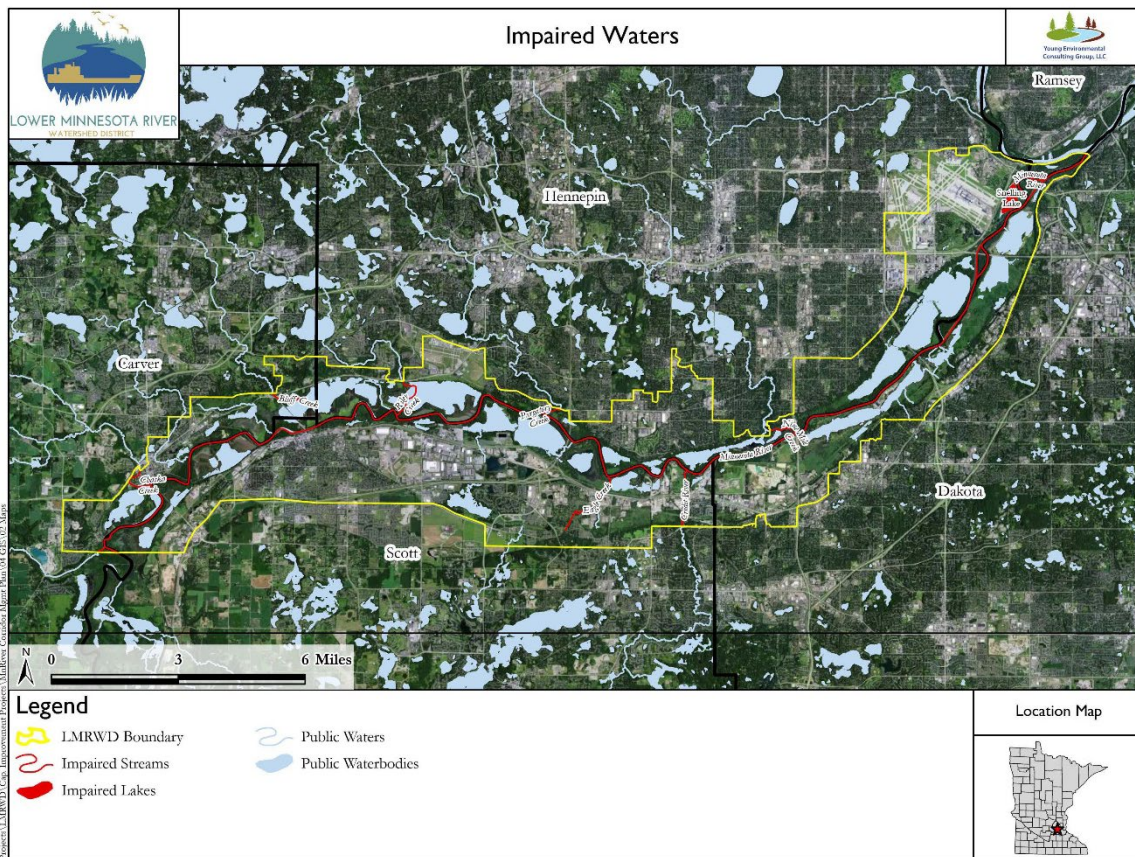 LOWER MINNESOTA RIVER
WATERSHED DISTRICT
Impaired Waters
Young Environmental
Consulting Group, LLC
Ramsey
Minnesota
River
Snelling
Lake
Hennepin
Carver
Bluff Creek
Riley
Creek
Purgatory
Creek
Chaska
Creek
Nine Mile
Creek
Minnesota River
Eagle Creek
Credit River
Dakota
Scott
N
0 3 6 Miles
Legend
LMRWD Boundary
Impaired Streams
Impaired Lakes
Public Waters
Public Waterbodies
Location Map